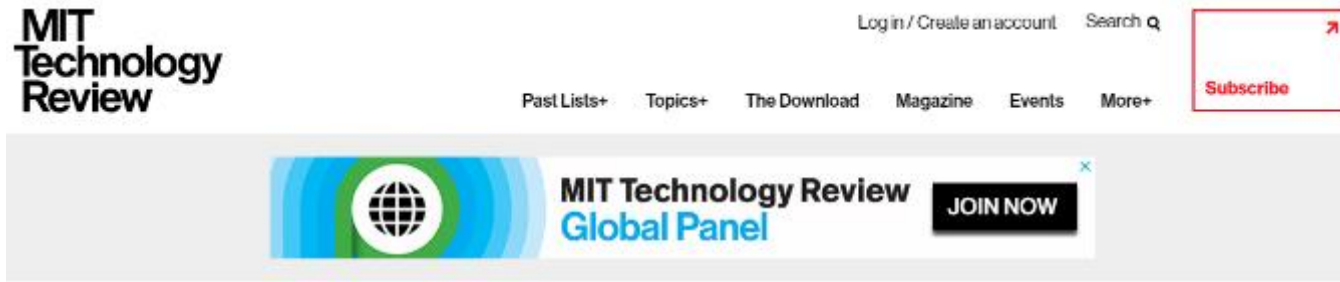 MIT
Technology
Review
Log in / Create an account
Search
Subscribe
Past Lists+
Topics+
The Download
Magazine
Events
More+
MIT Technology Review
Global Panel
JOIN NOW